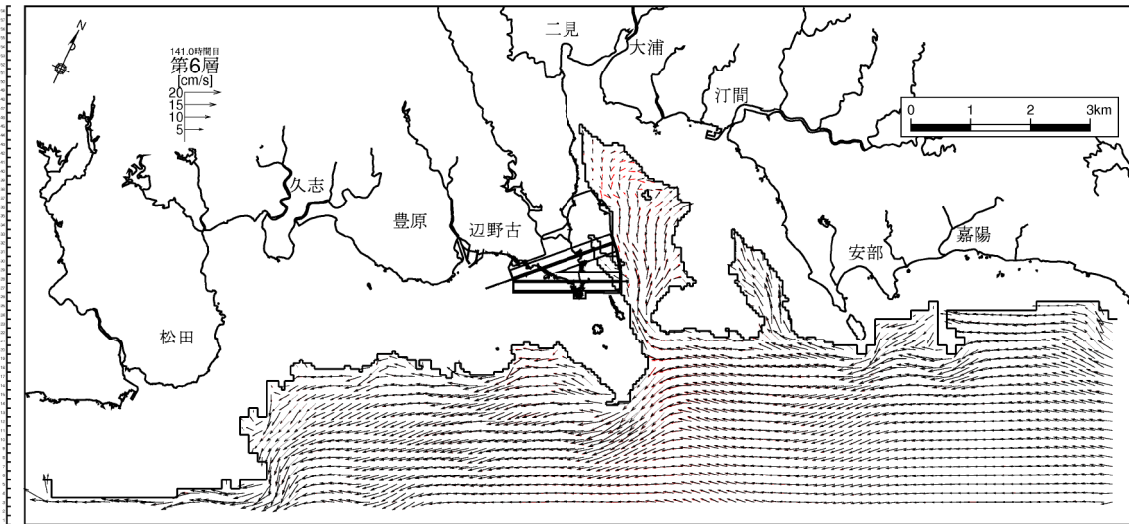 N
141.0時間目
第6層
[cm/s]
20
15
10
5
二見
大浦
汀間
0 1 2 3km
久志
豊原
辺野古
安部
嘉陽
松田